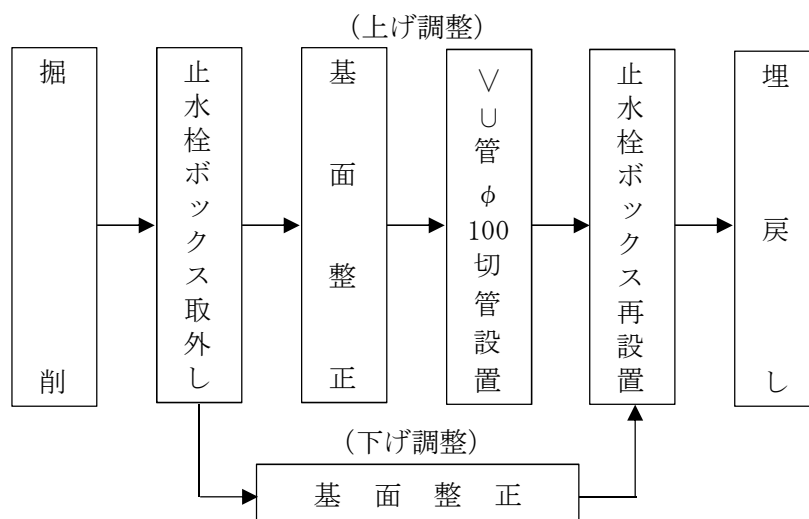 (上げ調整)
掘削
止水栓ボックス取外し
基面整正
VU管φ100切管設置
止水栓ボックス再設置
埋戻し
(下げ調整)
基面整正